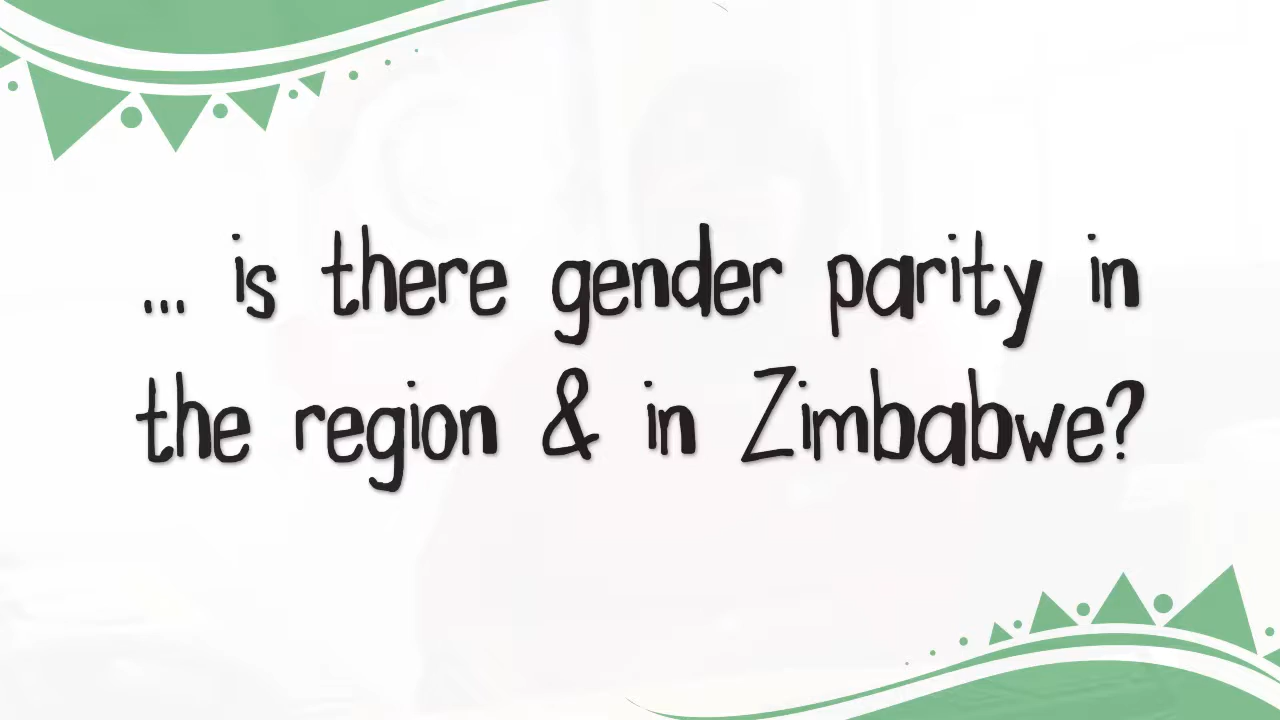 ... is there gender parity in
the region & in Zimbabwe?